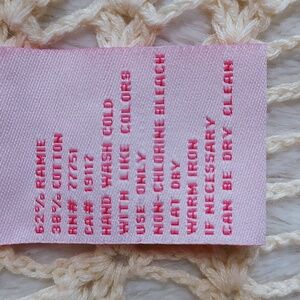 62% RAMIE
38% COTTON
RN# 77751
CA# 19117
HAND WASH COLD
WITH LIKE COLORS
USE ONLY
NON-CHLORINE BLEACH
FLAT DRY
WARM IRON
IF NECESSARY
CAN BE DRY CLEAN